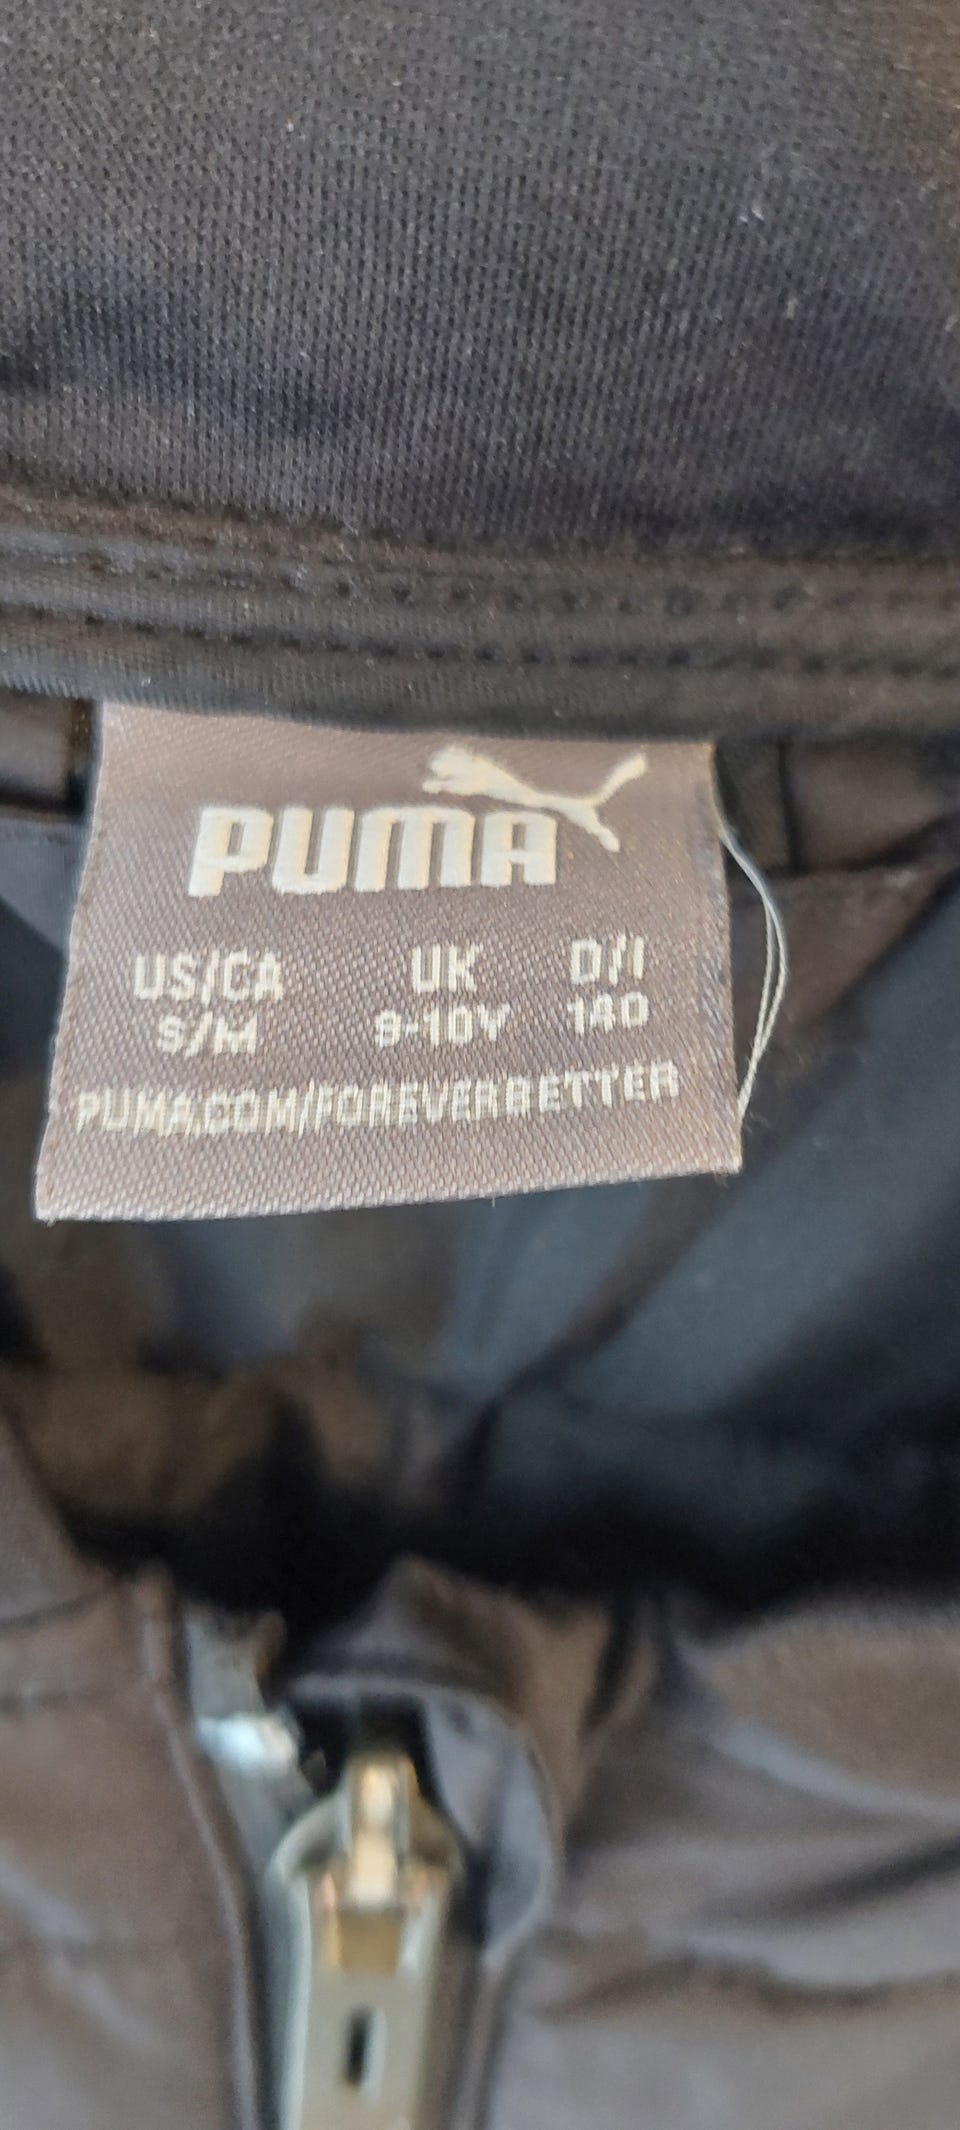 PUMA
US/CA UK D/I
S/M 9-10Y 140
PUMA.COM/FOREVERBETTER